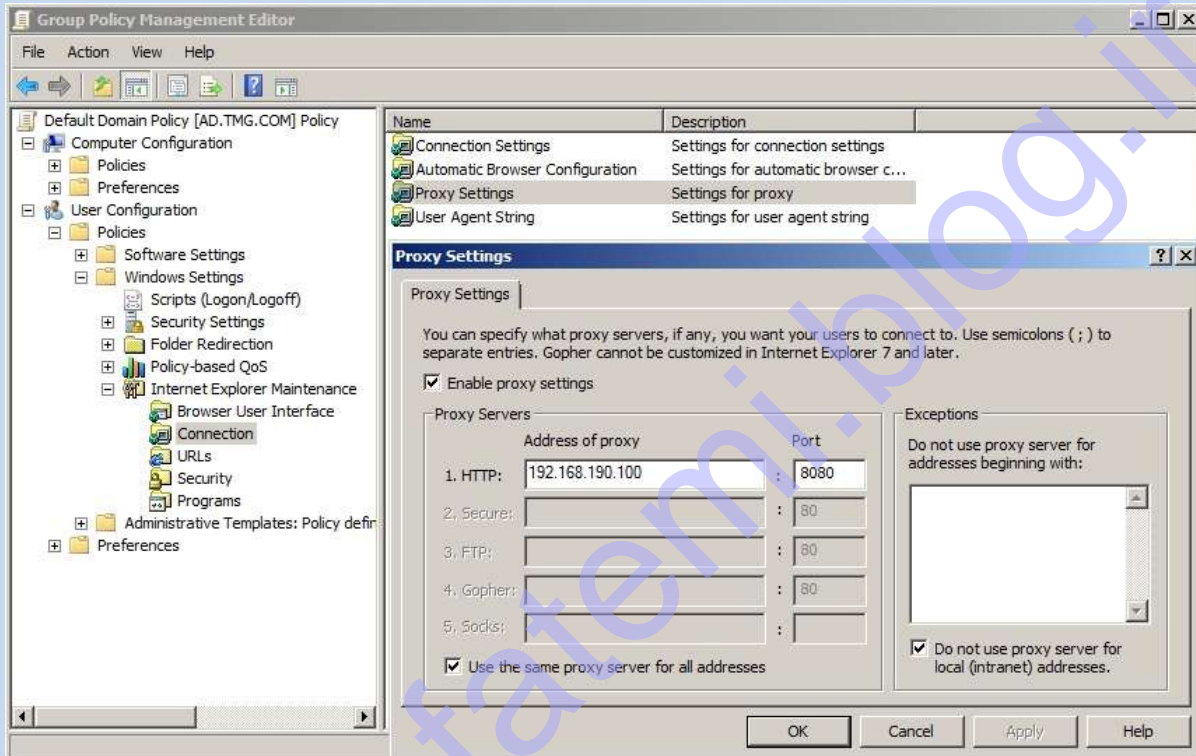 Group Policy Management Editor
File Action View Help
Default Domain Policy [AD.TMG.COM] Policy
Computer Configuration
Policies
Preferences
User Configuration
Policies
Software Settings
Windows Settings
Scripts (Logon/Logoff)
Security Settings
Folder Redirection
Policy-based QoS
Internet Explorer Maintenance
Browser User Interface
Connection
URLs
Security
Programs
Administrative Templates: Policy defir
Preferences
Name Description
Connection Settings Settings for connection settings
Automatic Browser Configuration Settings for automatic browser c...
Proxy Settings Settings for proxy
User Agent String Settings for user agent string
Proxy Settings
Proxy Settings
You can specify what proxy servers, if any, you want your users to connect to. Use semicolons ( ; ) to
separate entries. Gopher cannot be customized in Internet Explorer 7 and later.
Enable proxy settings
Proxy Servers
Address of proxy Port
1. HTTP: 192.168.190.100 : 8080
2. Secure: : 80
3. FTP: : 80
4. Gopher: : 80
5. Socks: :
Use the same proxy server for all addresses
Exceptions
Do not use proxy server for
addresses beginning with:
Do not use proxy server for
local (intranet) addresses.
OK Cancel Apply Help
fatemi.blog.ir